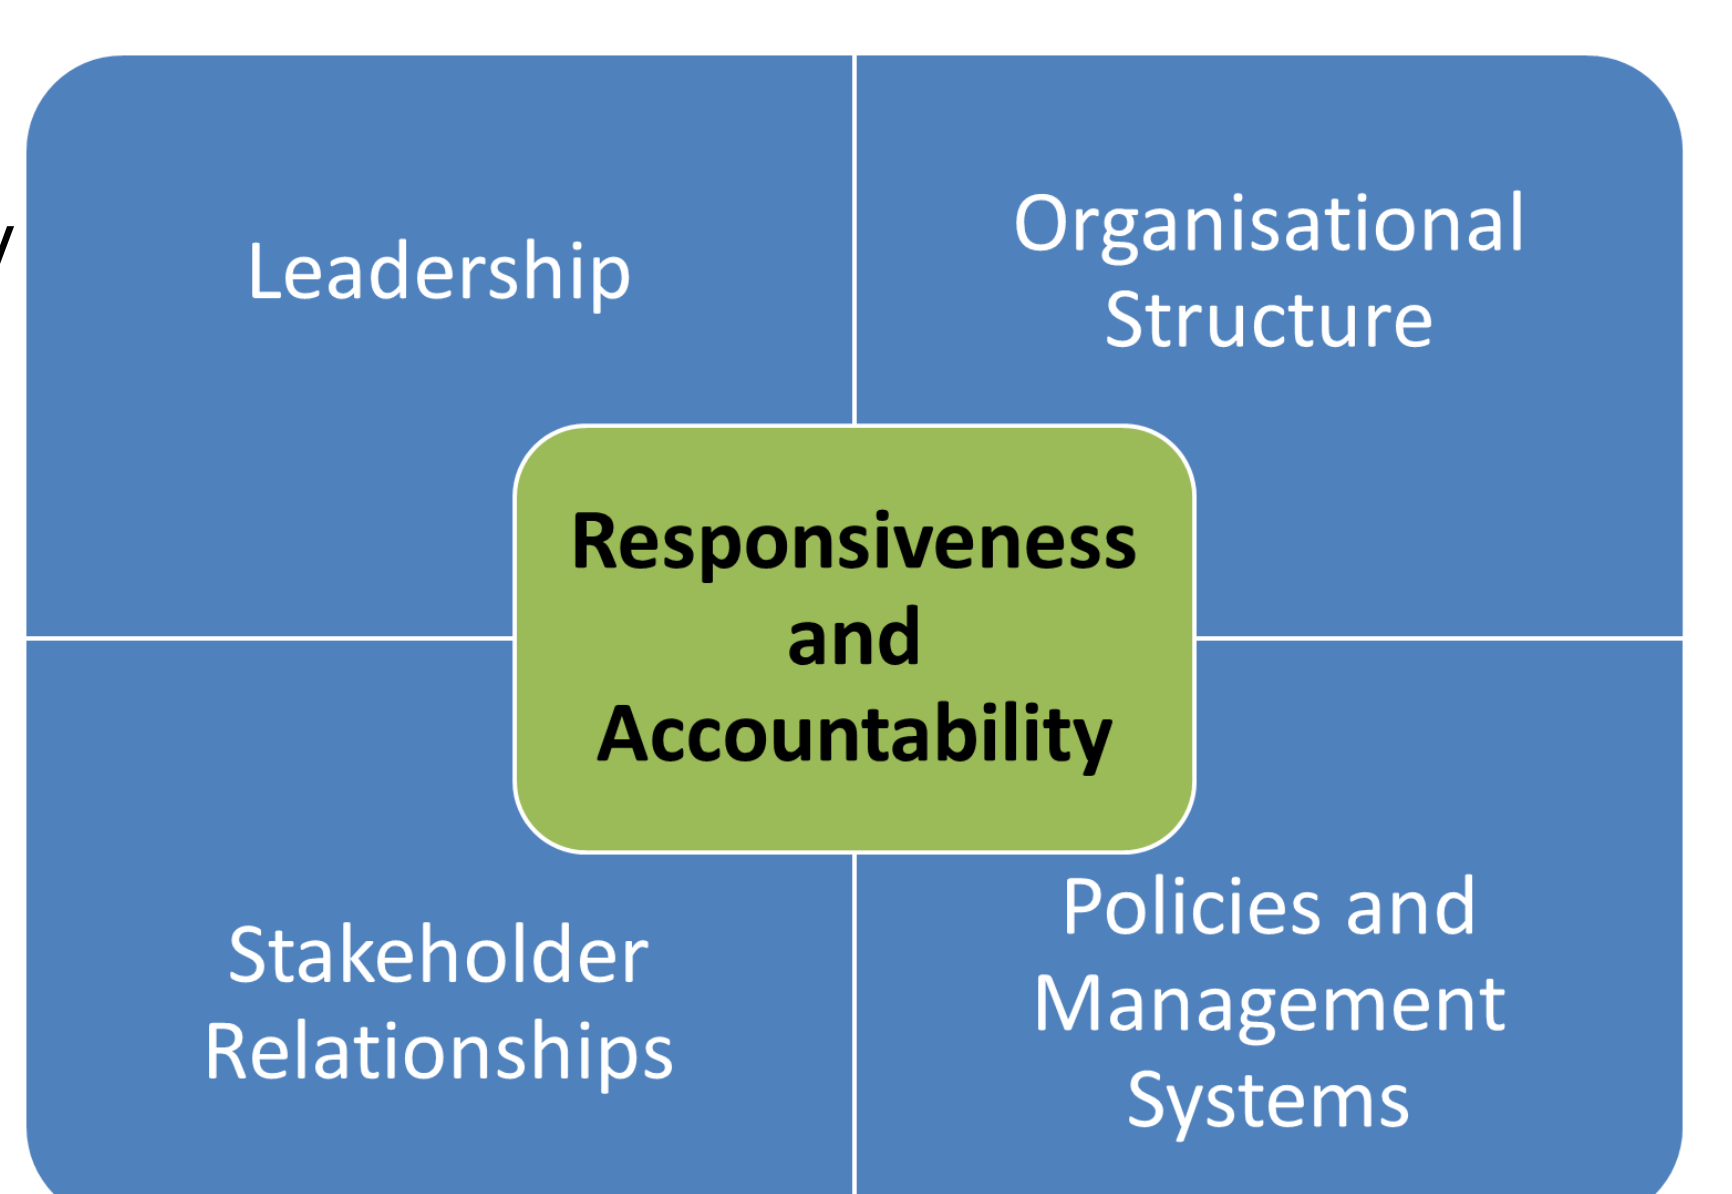 Leadership
Organisational
Structure
Responsiveness
and
Accountability
Stakeholder
Relationships
Policies and
Management
Systems